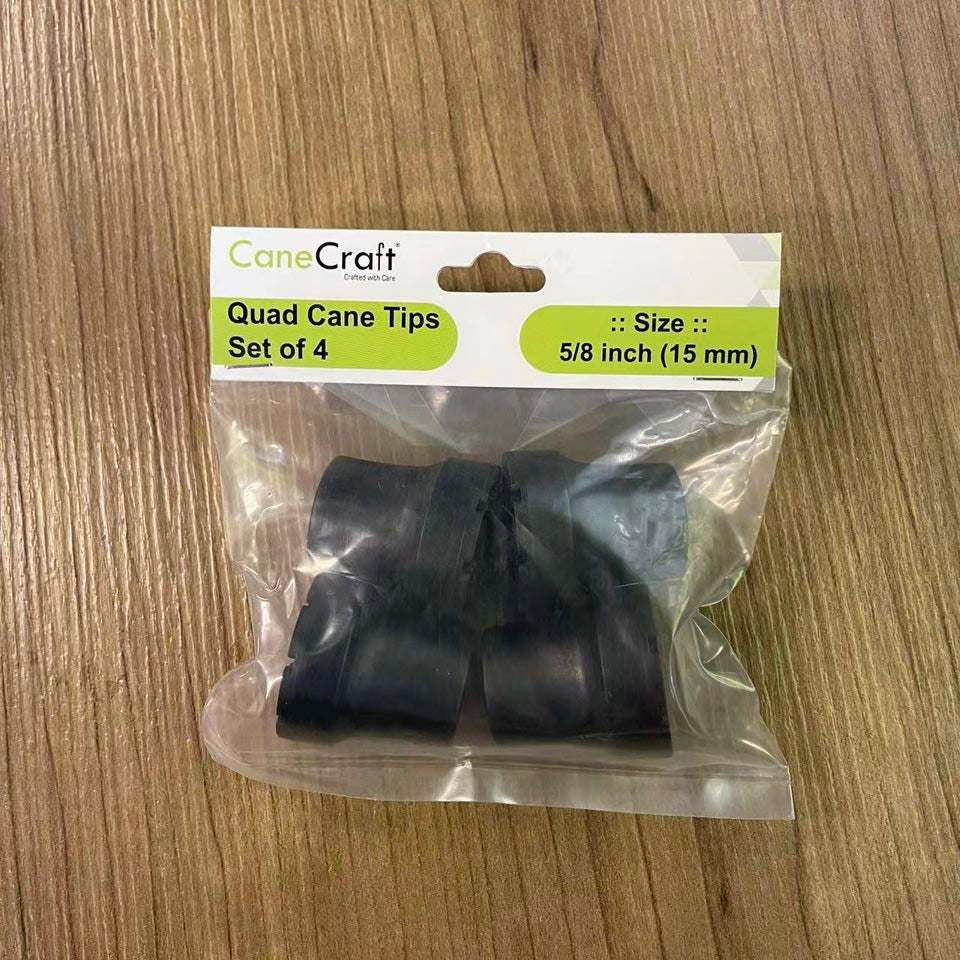 CaneCraft®
Crafted with Care
Quad Cane Tips
Set of 4
:: Size ::
5/8 inch (15 mm)